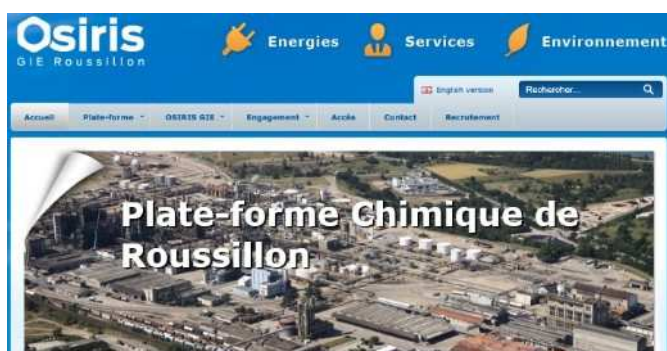 Osiris
GIE Roussillon
Energies
Services
Environnement
English version
Rechercher...
Accueil
Plate-forme
OSIRIS GIE
Engagement
Accès
Contact
Recrutement
Plate-forme Chimique de
Roussillon